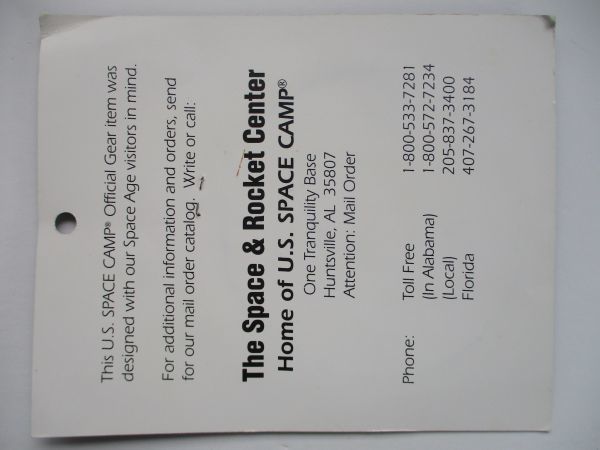 This U.S. SPACE CAMP® Official Gear item was
designed with our Space Age visitors in mind.
For additional information and orders, send
for our mail order catalog. Write or call:
The Space & Rocket Center
Home of U.S. SPACE CAMP®
One Tranquility Base
Huntsville, AL 35807
Attention: Mail Order
Phone: Toll Free 1-800-533-7281
(In Alabama) 1-800-572-7234
(Local) 205-837-3400
Florida 407-267-3184